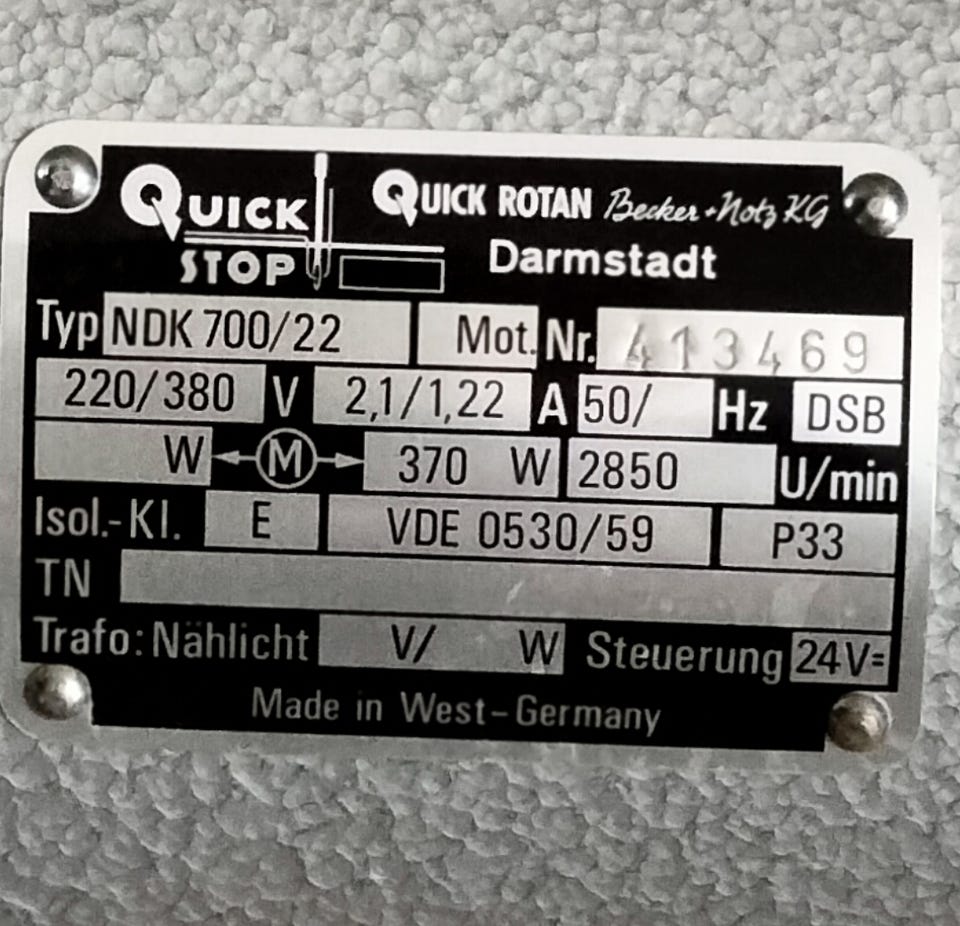 QUICK STOP
QUICK ROTAN Becker + Notz KG
Darmstadt
Typ NDK 700/22 Mot. Nr. 413469
220/380 V 2,1/1,22 A 50/ Hz DSB
W M 370 W 2850 U/min
Isol.-Kl. E VDE 0530/59 P33
TN
Trafo: Nählicht V/ W Steuerung 24V=
Made in West-Germany